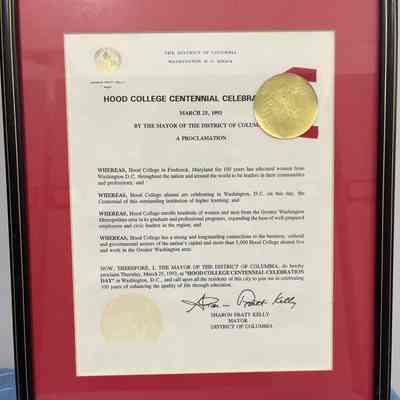 THE DISTRICT OF COLUMBIA
WASHINGTON, D. C. 20004
SHARON PRATT KELLY
HOOD COLLEGE CENTENNIAL CELEBRA
MARCH 25, 1993
BY THE MAYOR OF THE DISTRICT OF COLUM
A PROCLAMATION
WHEREAS, Hood College in Frederick, Maryland for 100 years has educated women from
Washington D.C. throughout the nation and around the world to be leaders in their communities
and professions; and
WHEREAS, Hood College alumni are celebrating in Washington, D.C. on this day, the
Centennial of this outstanding institution of higher learning; and
WHEREAS, Hood College enrolls hundreds of women and men from the Greater Washington
Metropolitan area in its graduate and professional programs, expanding the base of well-prepared
employees and civic leaders in the region; and
WHEREAS, Hood College has a strong and longstanding connections to the business, cultural
and governmental sectors of the nation's capital and more than 3,000 Hood College alumni live
and work in the Greater Washington area:
NOW, THEREFORE, I, THE MAYOR OF THE DISTRICT OF COLUMBIA, do hereby
proclaim Thursday, March 25, 1993, as "HOOD COLLEGE CENTENNIAL CELEBRATION
DAY" in Washington, D.C., and call upon all the residents of this city to join me in celebrating
100 years of enhancing the quality of life through education.
Sharon Pratt Kelly
SHARON PRATT KELLY
MAYOR
DISTRICT OF COLUMBIA